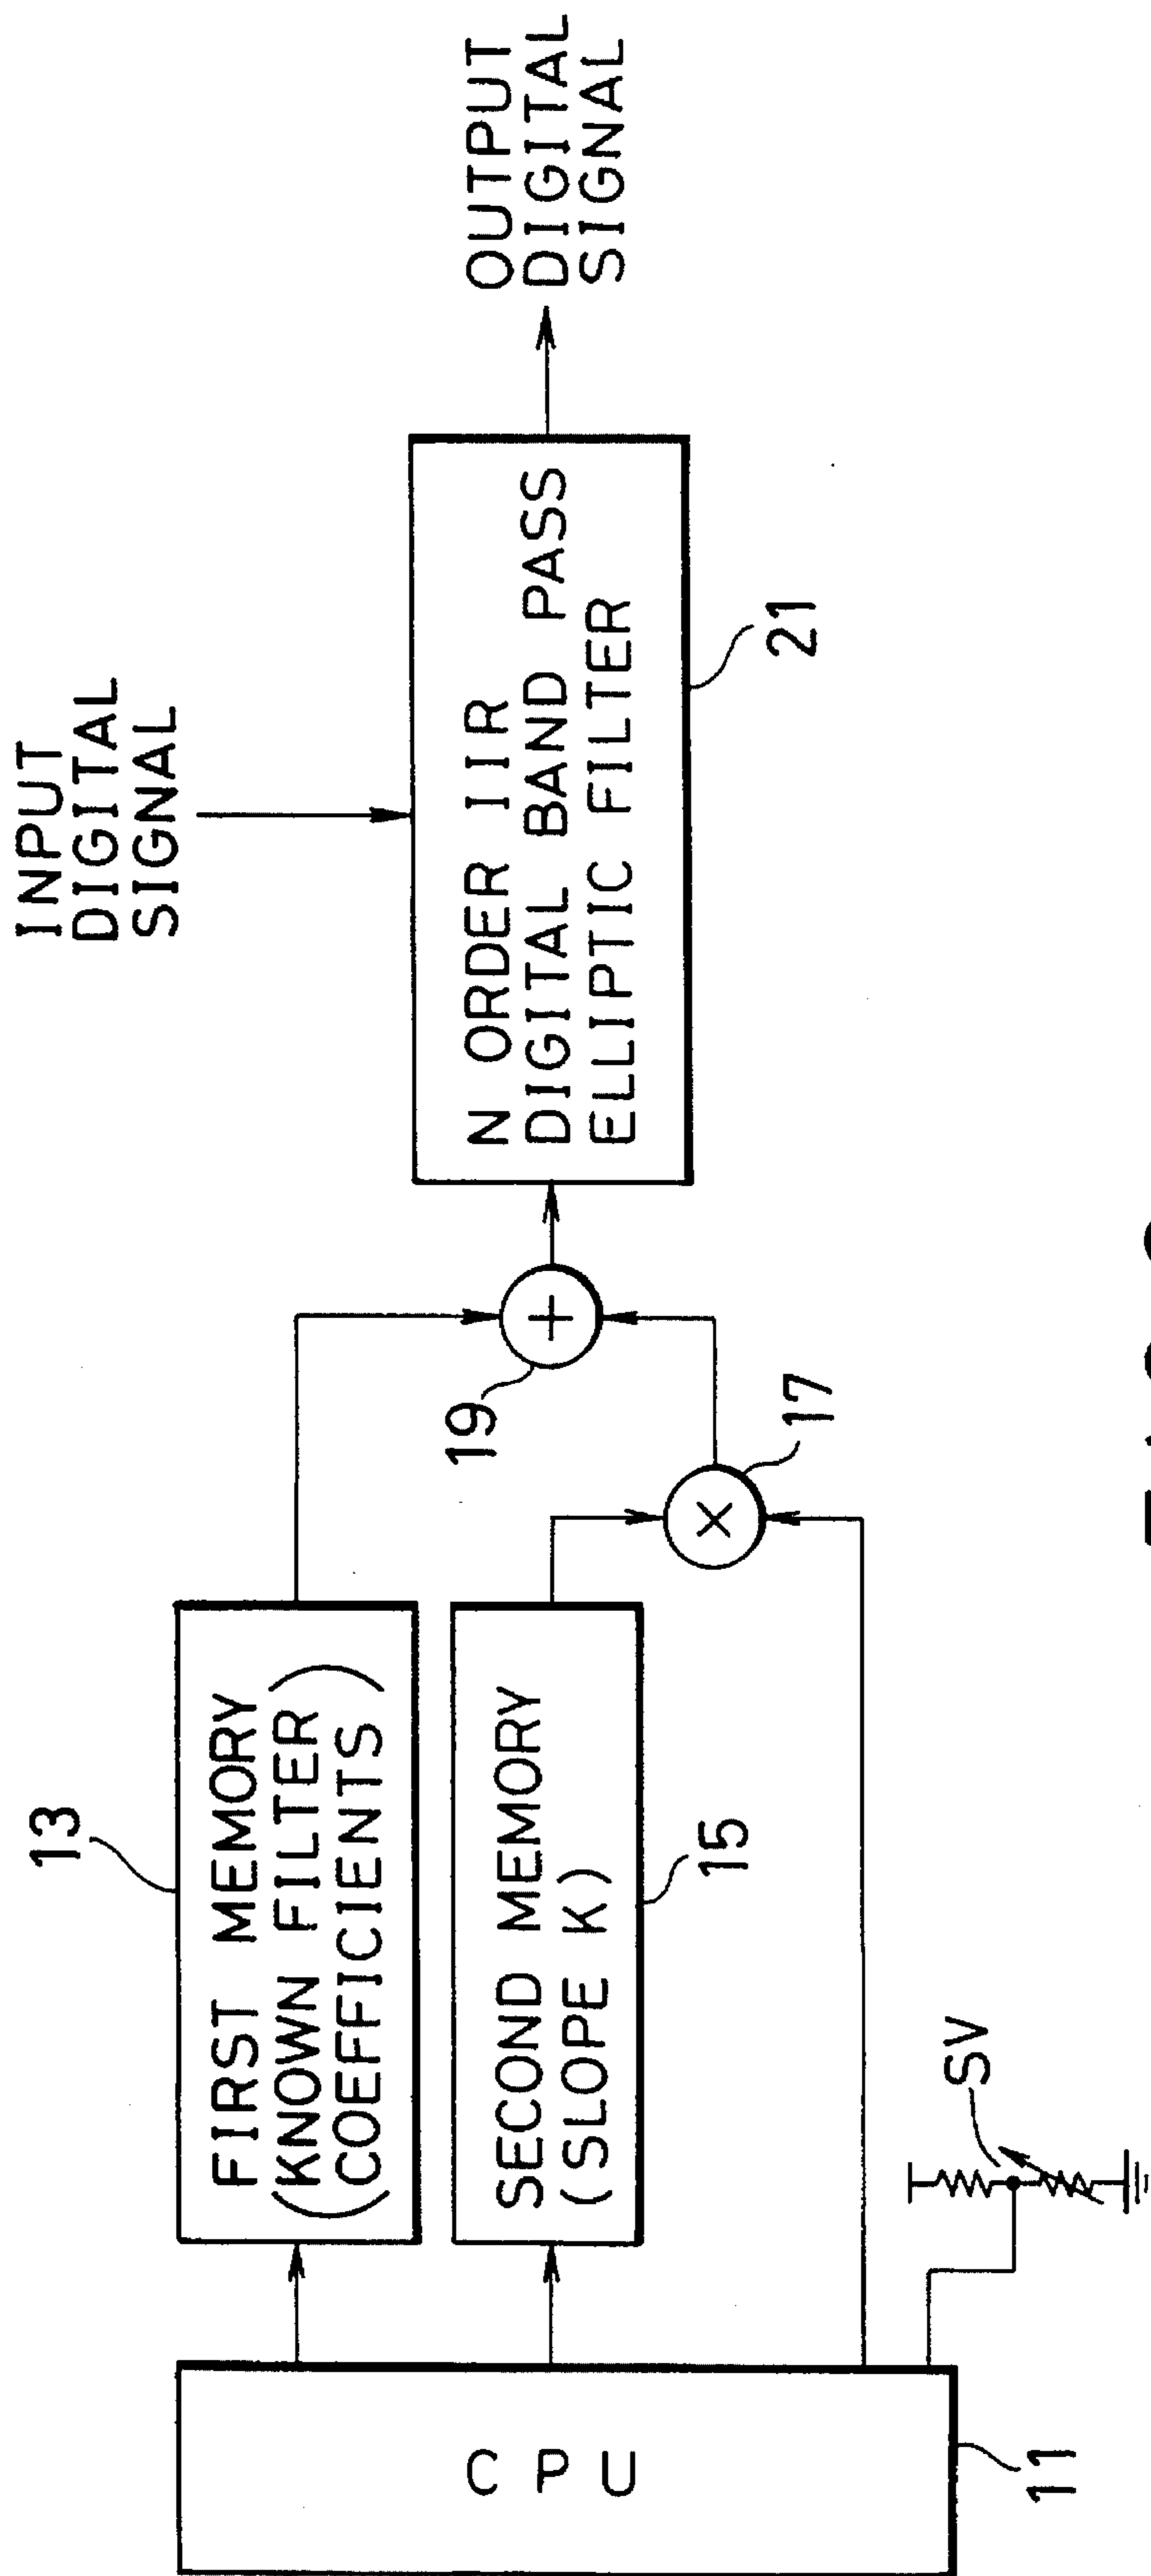 INPUT
DIGITAL
SIGNAL
OUTPUT
DIGITAL
SIGNAL
N ORDER IIR
DIGITAL BAND PASS
ELLIPTIC FILTER
21
19
+
17
×
13
FIRST MEMORY
(KNOWN FILTER
COEFFICIENTS)
SECOND MEMORY
(SLOPE K)
15
SV
CPU
11